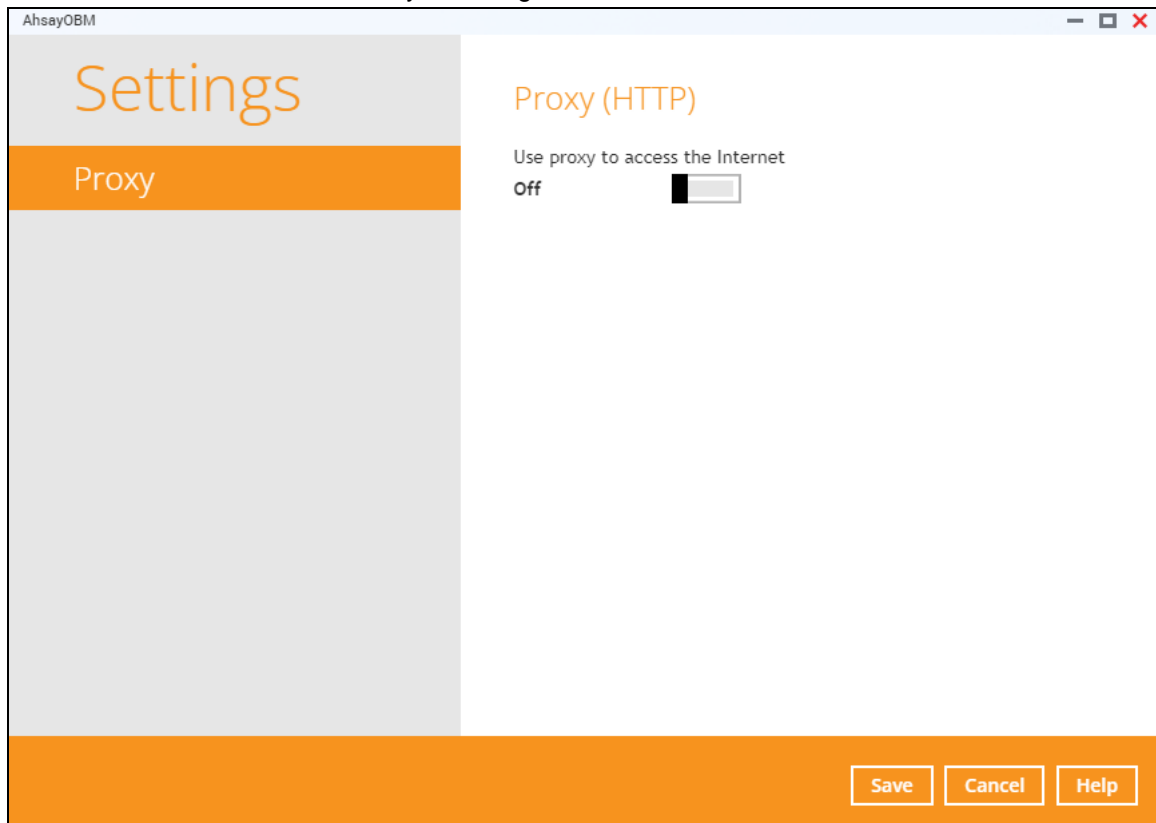 AhsayOBM
Settings
Proxy
Proxy (HTTP)
Use proxy to access the Internet
Off
Save Cancel Help